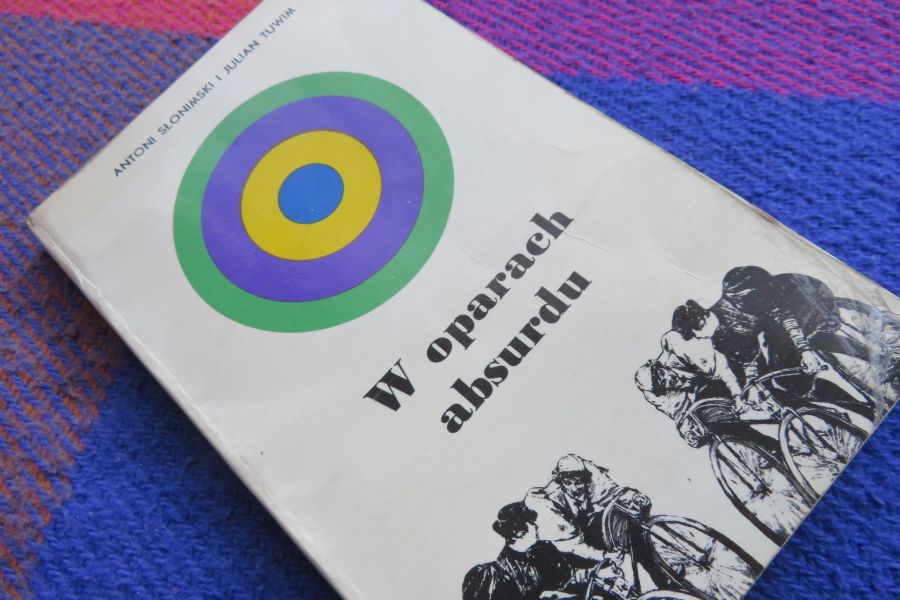 ANTONI SŁONIMSKI I JULIAN TUWIM
W oparach
absurdu